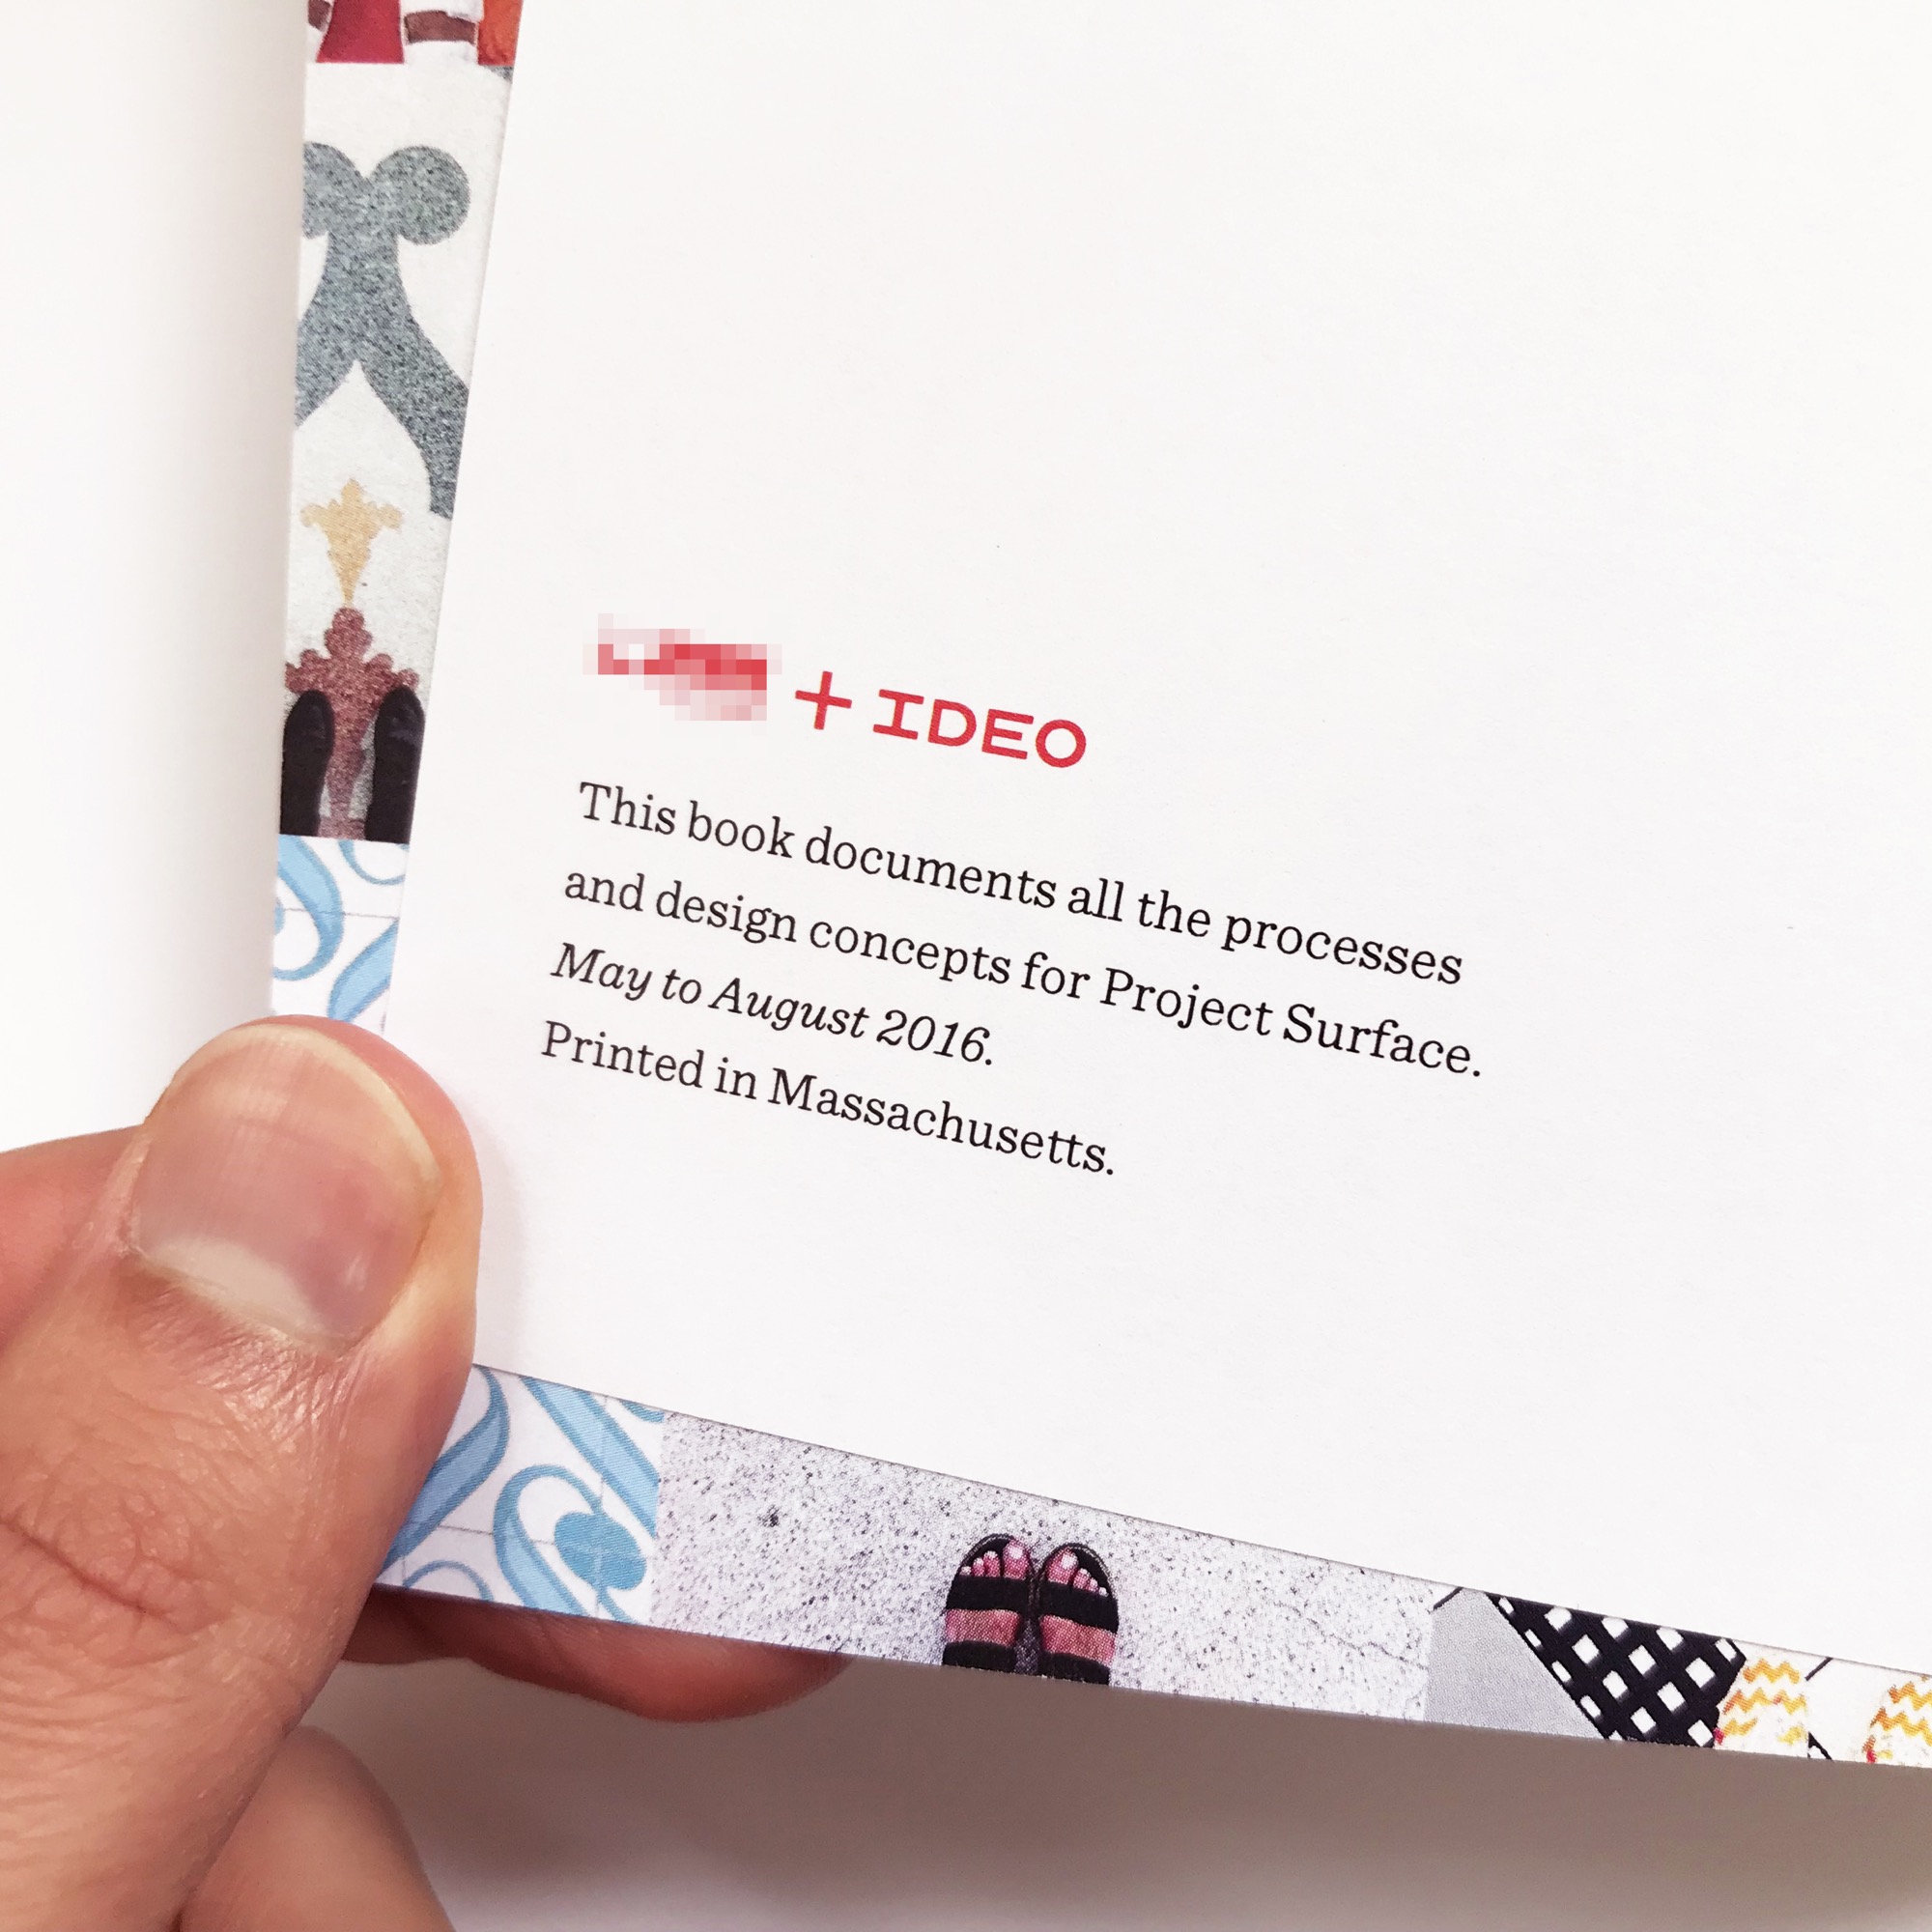 + IDEO
This book documents all the processes
and design concepts for Project Surface.
May to August 2016.
Printed in Massachusetts.